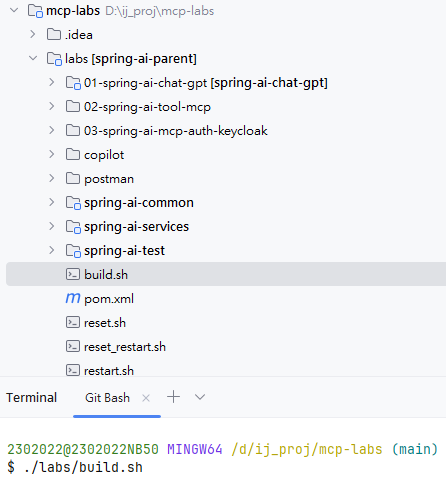 mcp-labs D:\ij_proj\mcp-labs
.idea
labs [spring-ai-parent]
01-spring-ai-chat-gpt [spring-ai-chat-gpt]
02-spring-ai-tool-mcp
03-spring-ai-mcp-auth-keycloak
copilot
postman
spring-ai-common
spring-ai-services
spring-ai-test
build.sh
m pom.xml
reset.sh
reset_restart.sh
restart.sh
Terminal Git Bash
2302022@2302022NB50 MINGW64 /d/ij_proj/mcp-labs (main)
$ ./labs/build.sh